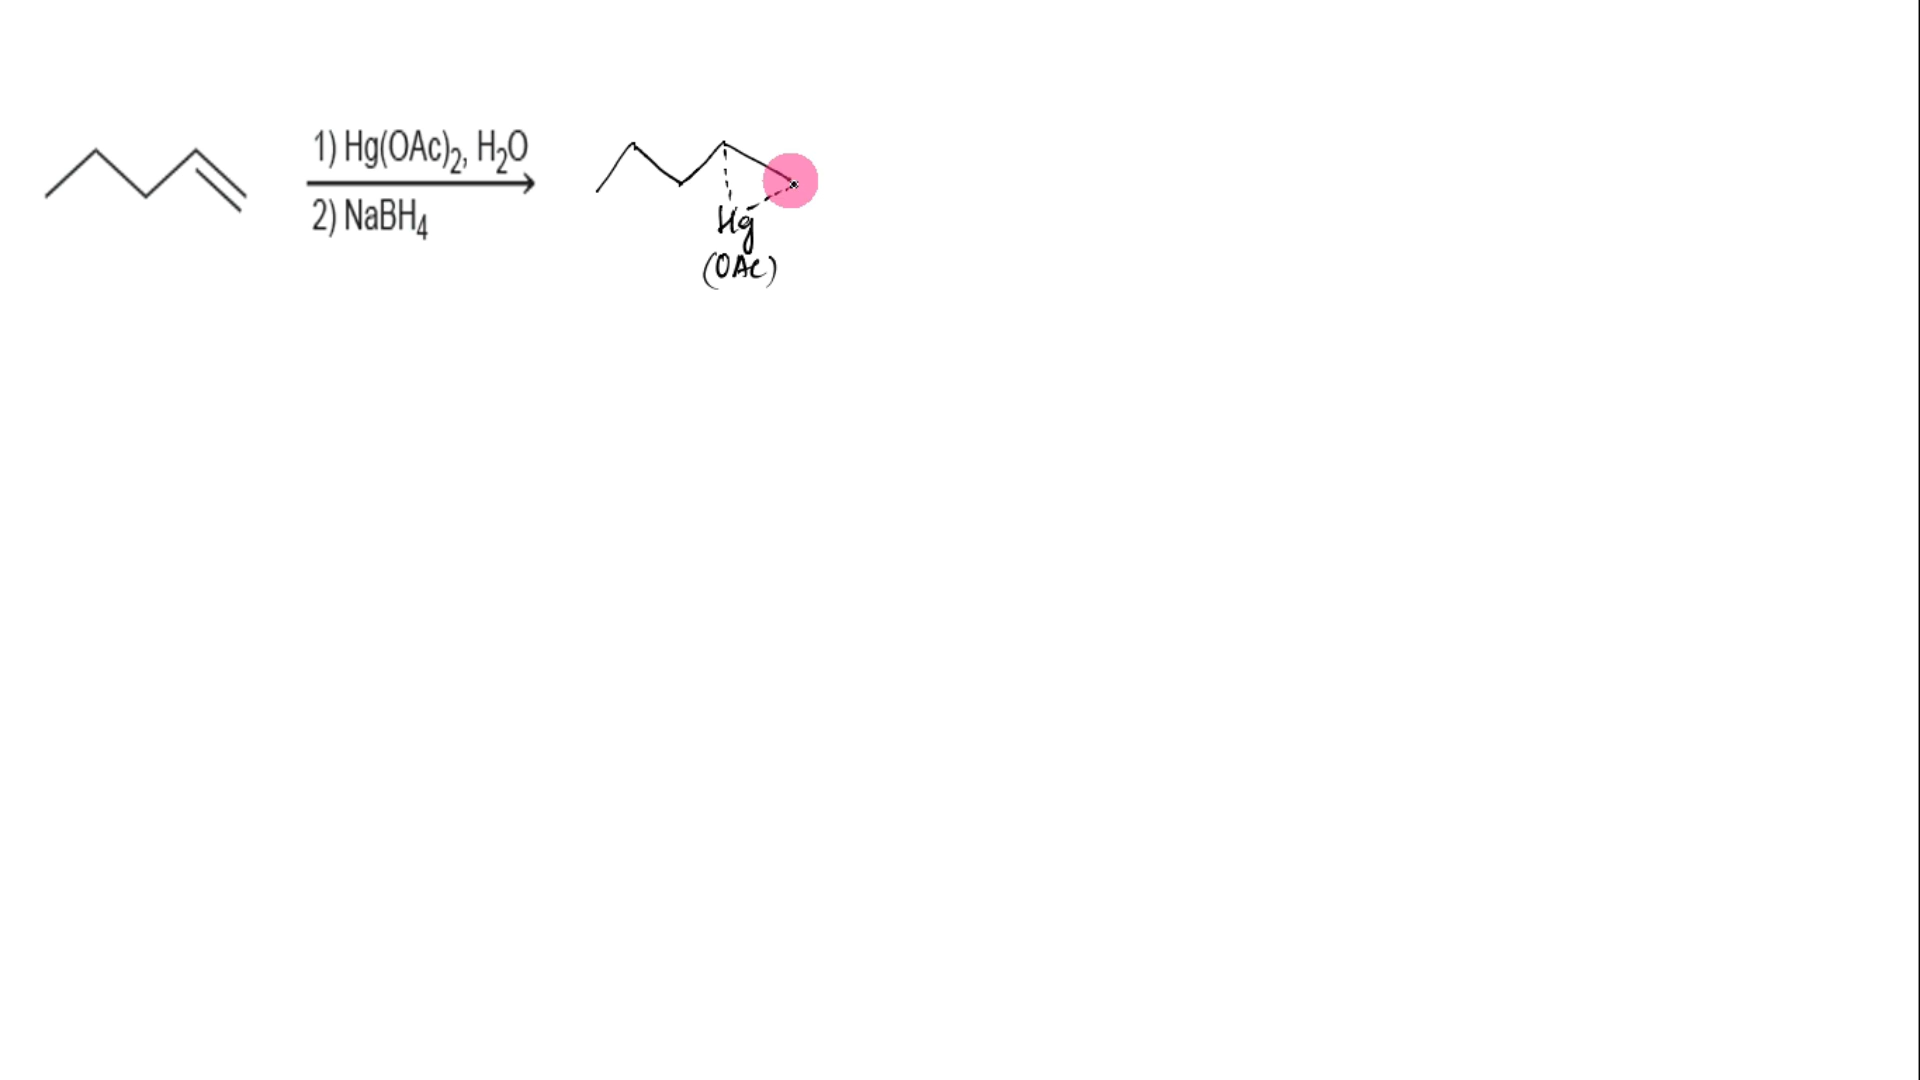 1) Hg(OAc)₂, H₂O
2) NaBH₄
Hg
(OAc)